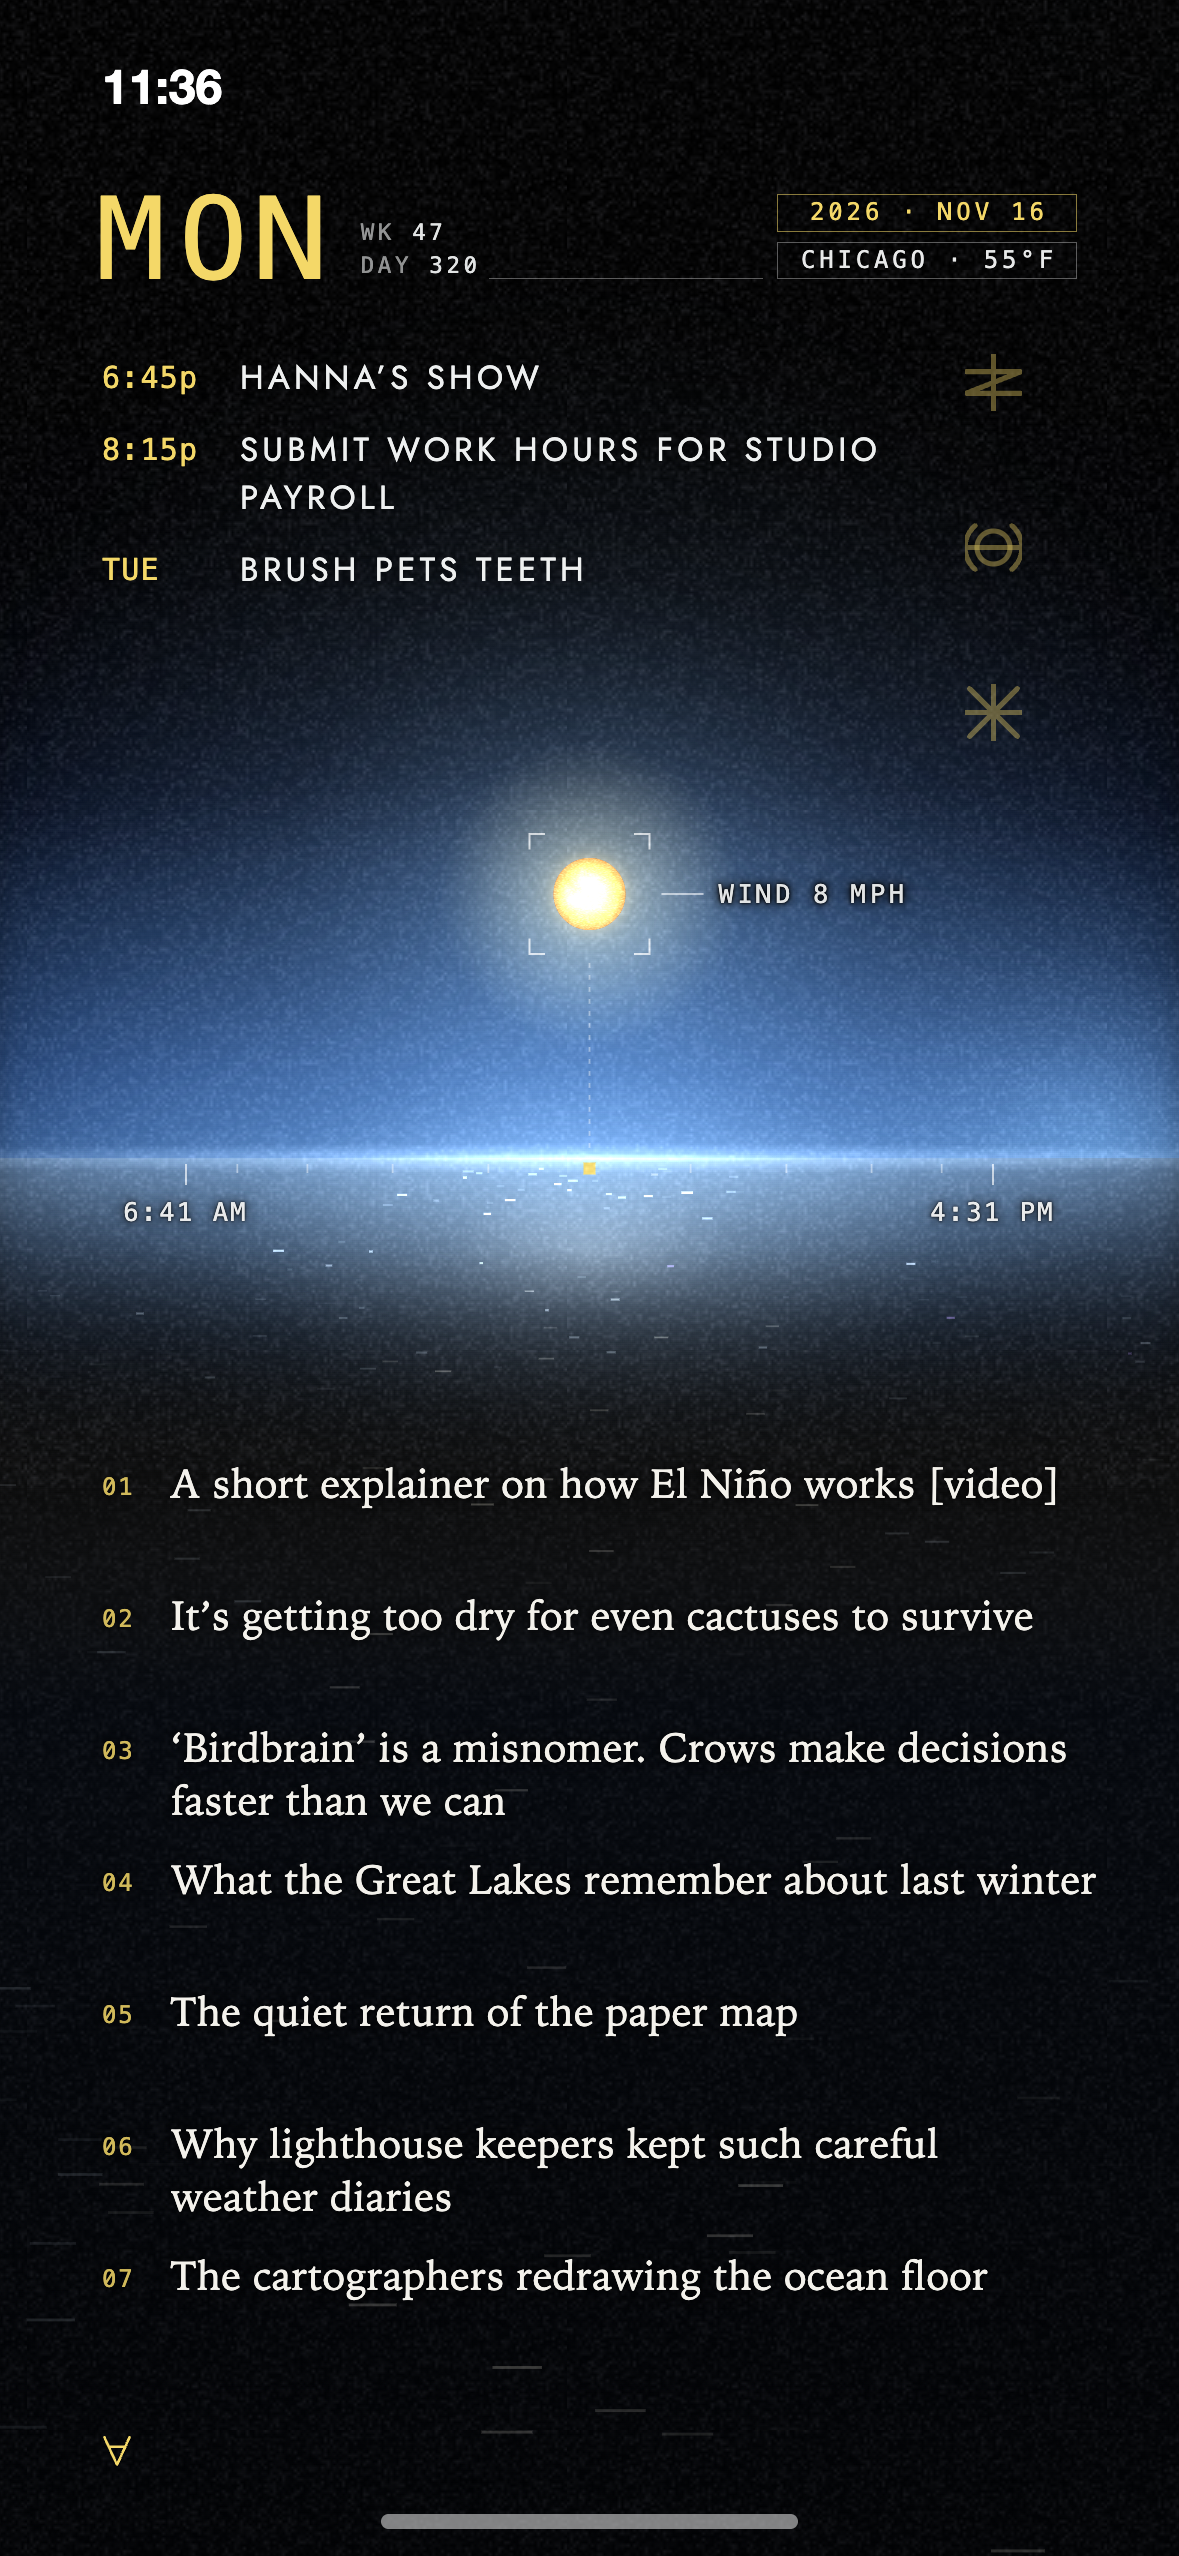 11:36
MON
WK 47
DAY 320
2026 · NOV 16
CHICAGO · 55°F
6:45p HANNA’S SHOW
8:15p SUBMIT WORK HOURS FOR STUDIO
PAYROLL
TUE BRUSH PETS TEETH
WIND 8 MPH
6:41 AM
4:31 PM
01 A short explainer on how El Niño works [video]
02 It’s getting too dry for even cactuses to survive
03 ‘Birdbrain’ is a misnomer. Crows make decisions
faster than we can
04 What the Great Lakes remember about last winter
05 The quiet return of the paper map
06 Why lighthouse keepers kept such careful
weather diaries
07 The cartographers redrawing the ocean floor